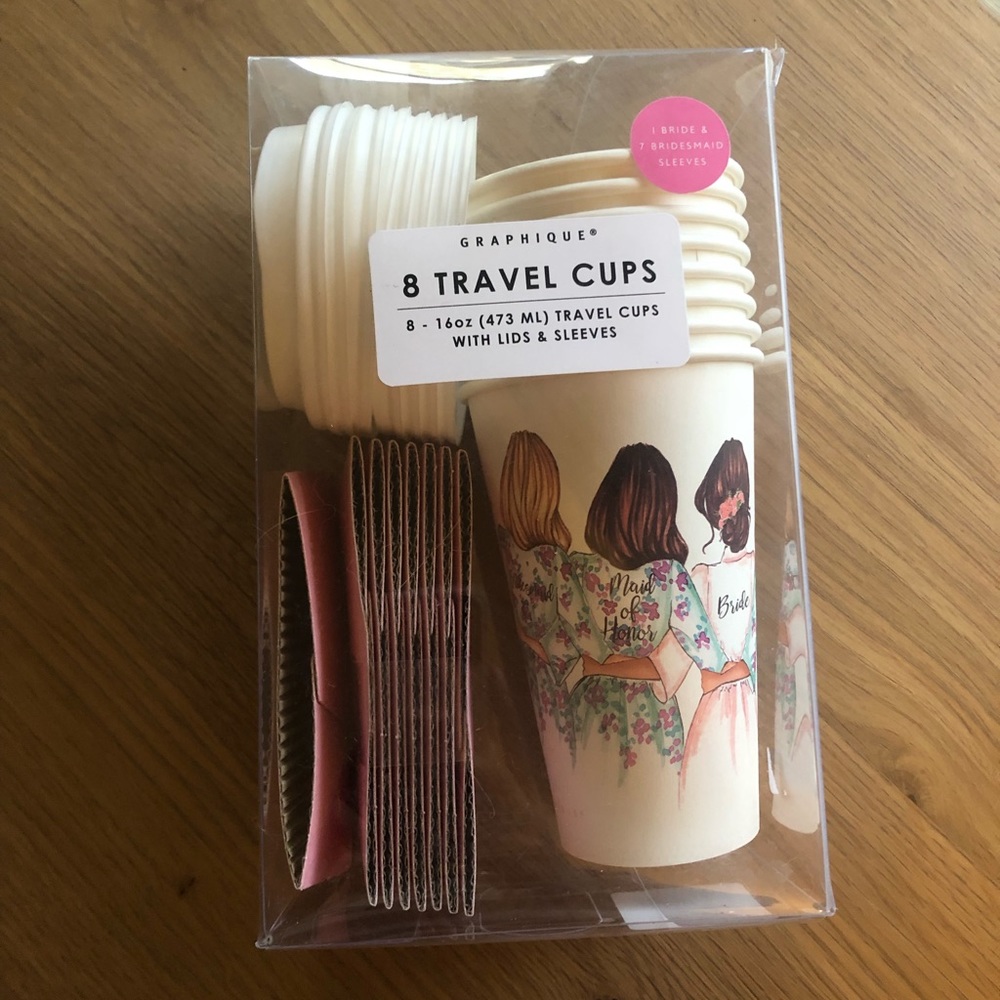 1 BRIDE &
7 BRIDESMAID
SLEEVES
GRAPHIQUE®
8 TRAVEL CUPS
8 - 16oz (473 ML) TRAVEL CUPS
WITH LIDS & SLEEVES
Maid
of
Honor
Bride